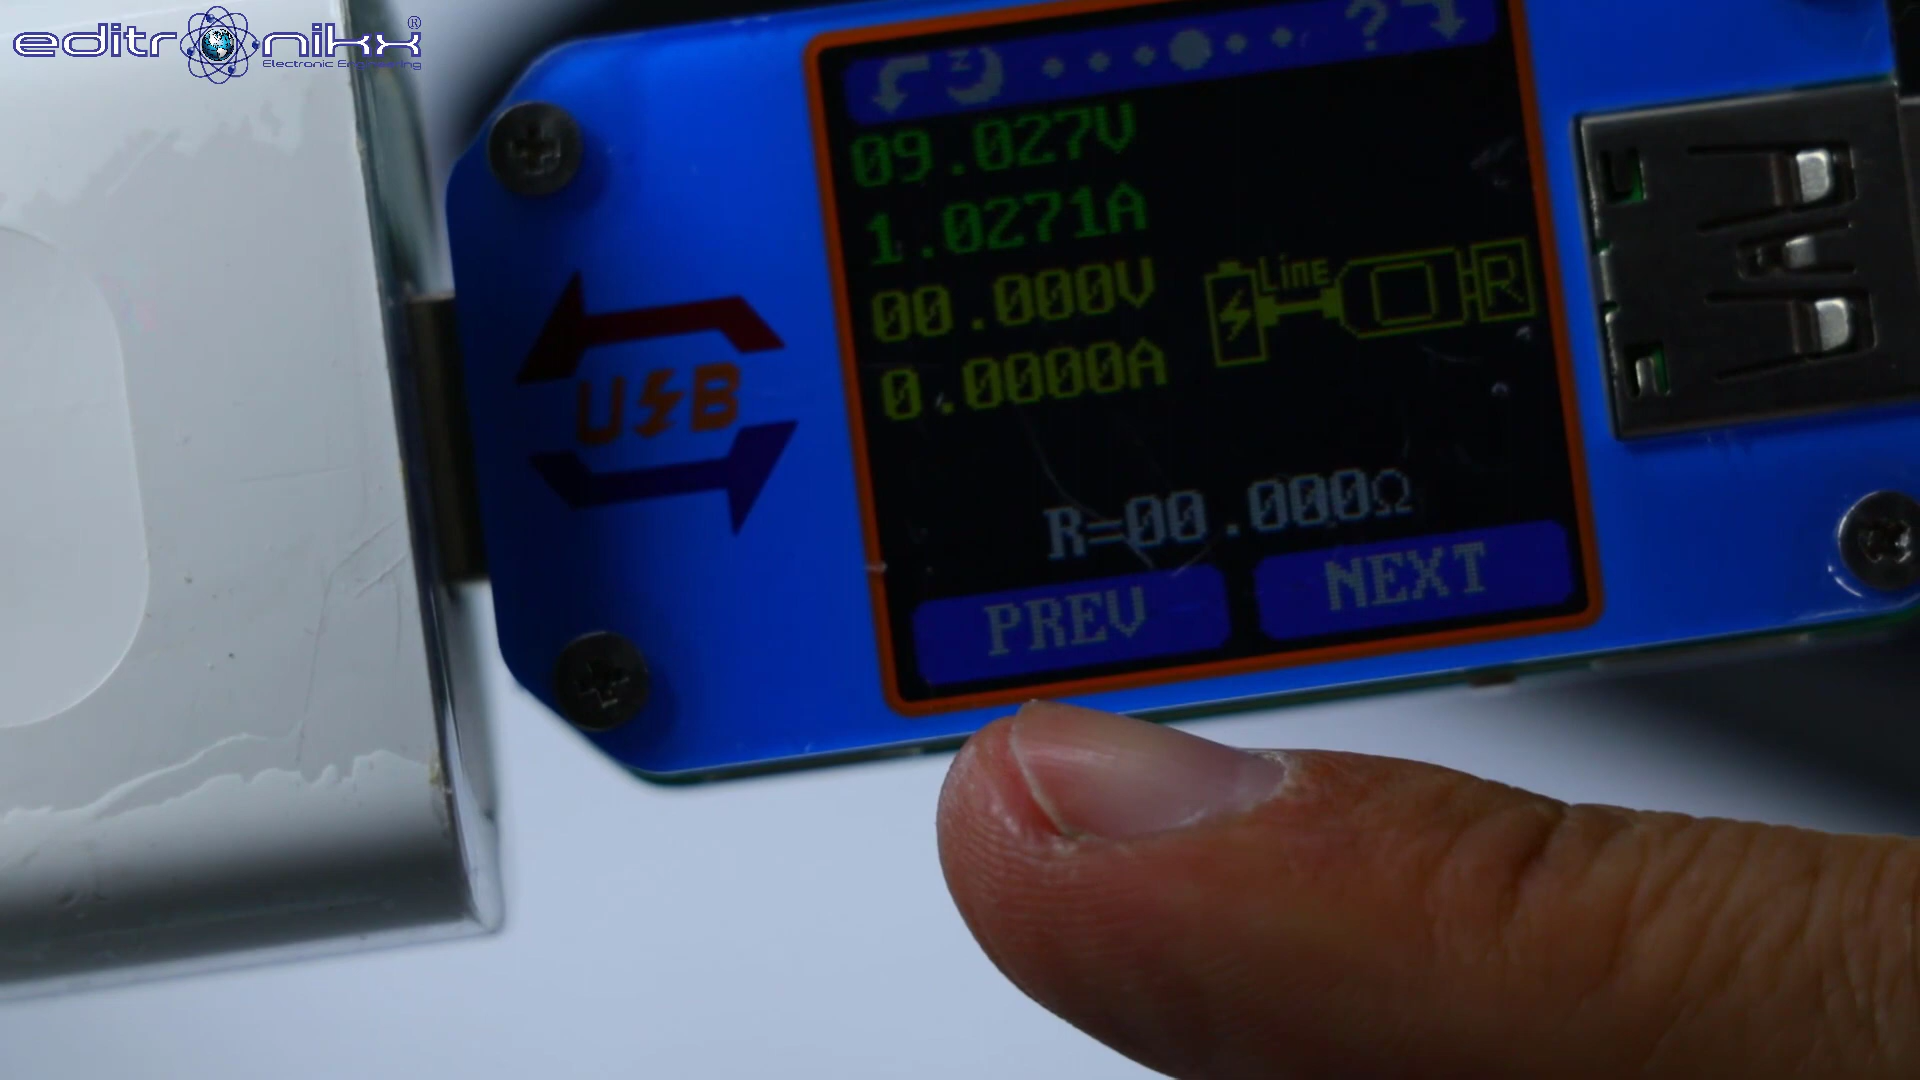 editronikx®
Electronic Engineering
?
09.027V
1.0271A
00.000V
0.0000A
Line
R
USB
R=00.000Ω
PREV
NEXT